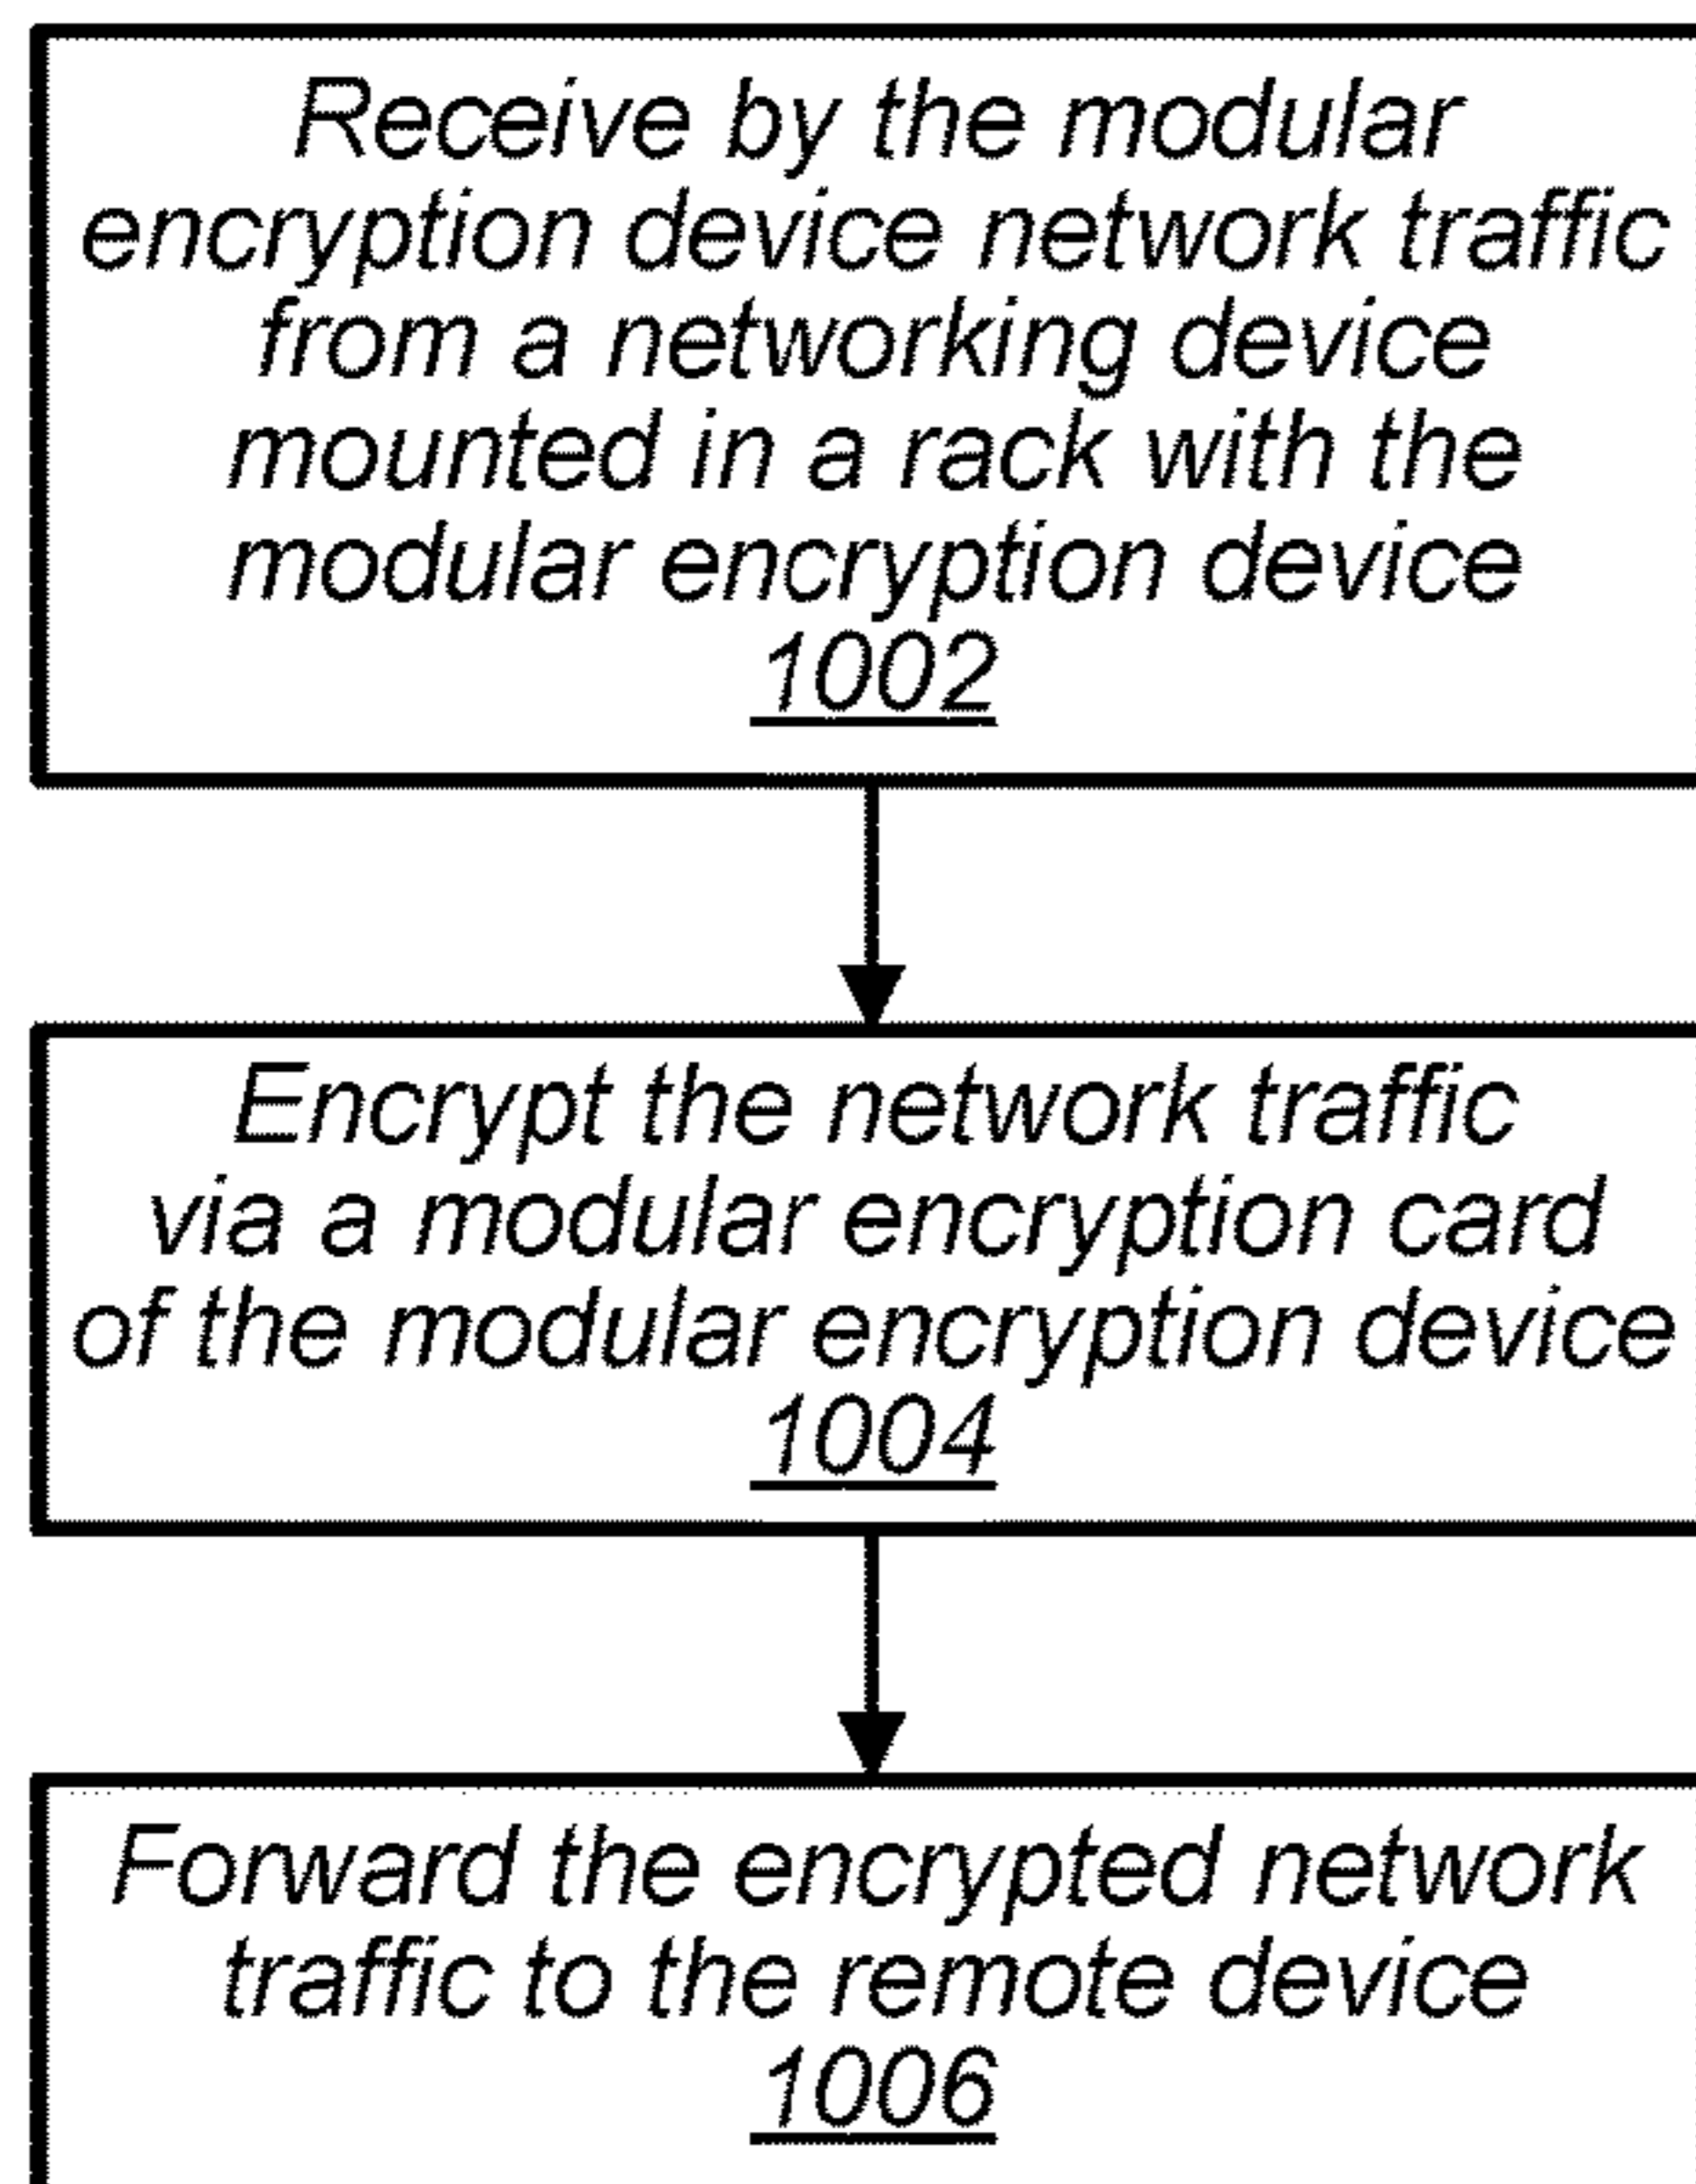 Receive by the modular
encryption device network traffic
from a networking device
mounted in a rack with the
modular encryption device
1002
Encrypt the network traffic
via a modular encryption card
of the modular encryption device
1004
Forward the encrypted network
traffic to the remote device
1006